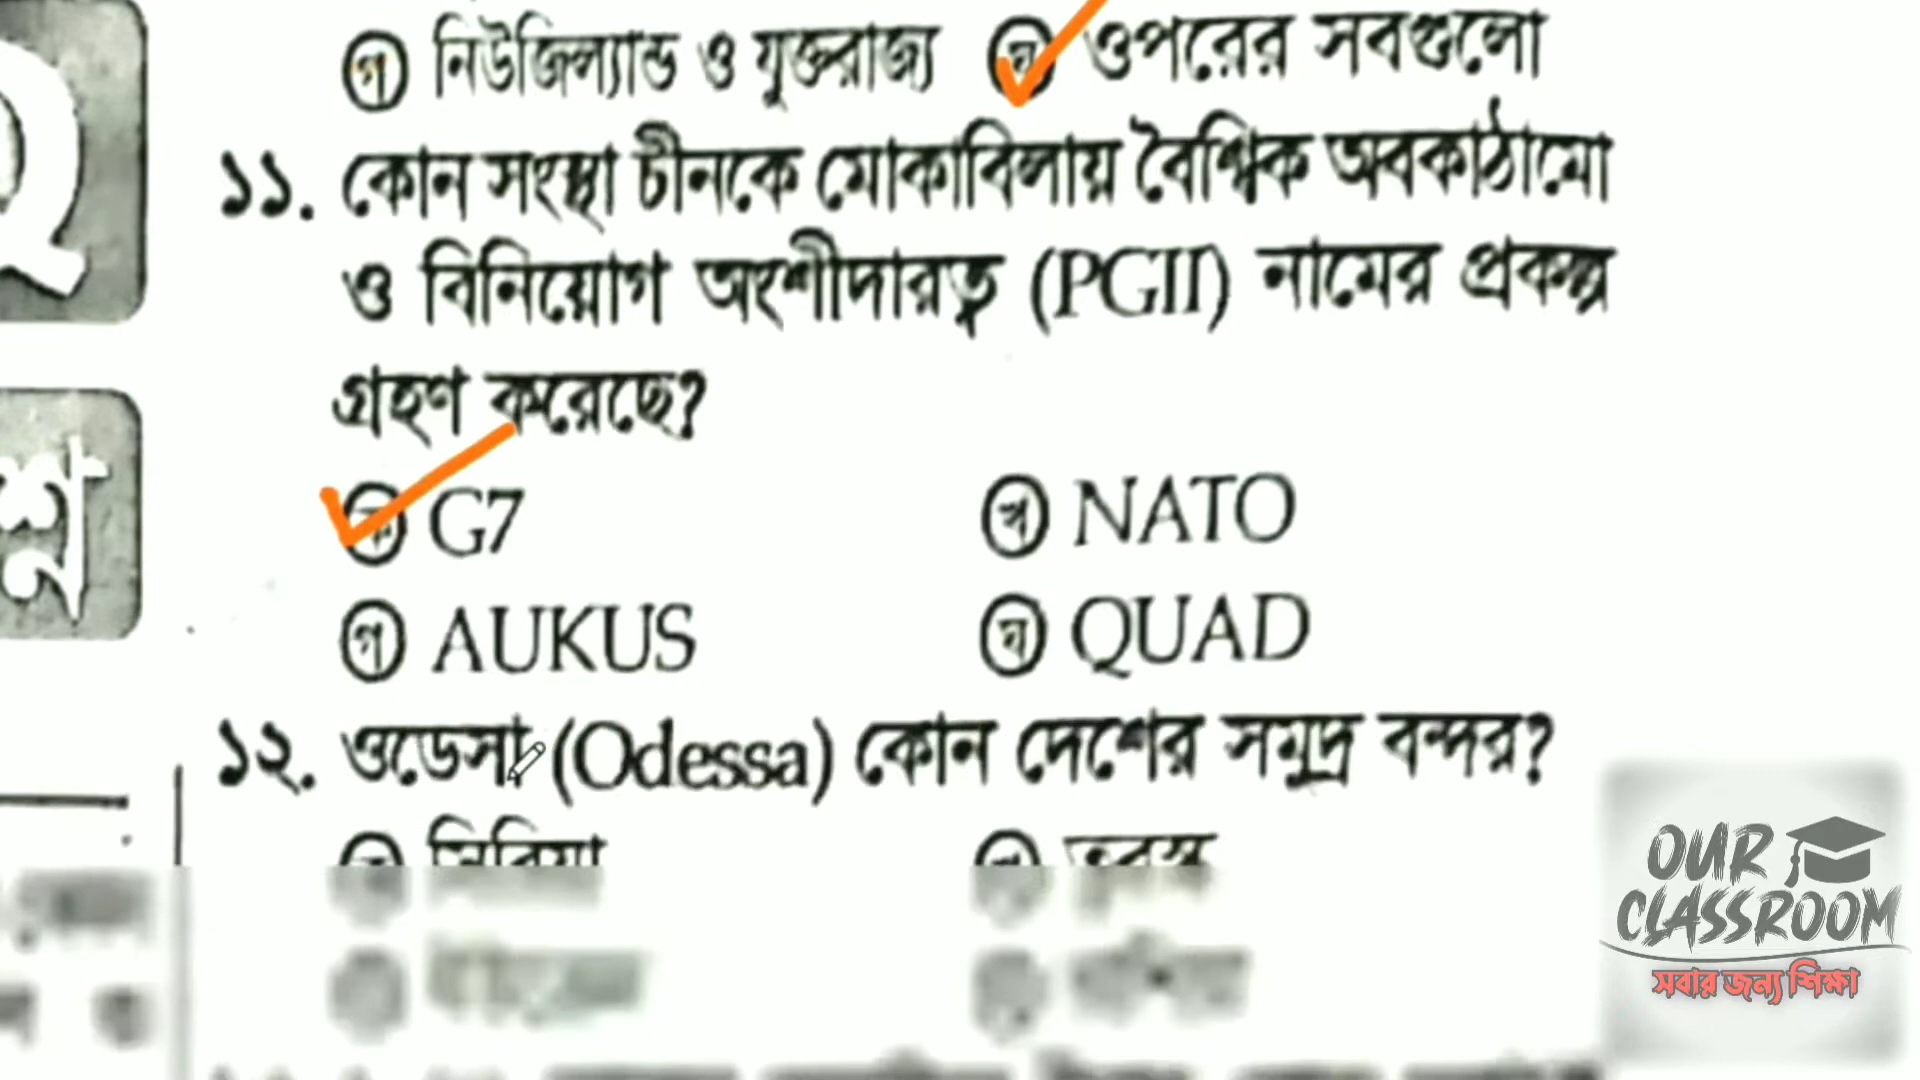 গ নিউজিল্যান্ড ও যুক্তরাজ্য ঘ ওপরের সবগুলো
১১. কোন সংস্থা চীনকে মোকাবিলায় বৈশ্বিক অবকাঠামো
ও বিনিয়োগ অংশীদারত্ব (PGII) নামের প্রকল্প
গ্রহণ করেছে?
ক G7 খ NATO
গ AUKUS ঘ QUAD
১২. ওডেসা (Odessa) কোন দেশের সমুদ্র বন্দর?
OUR
CLASSROOM
সবার জন্য শিক্ষা